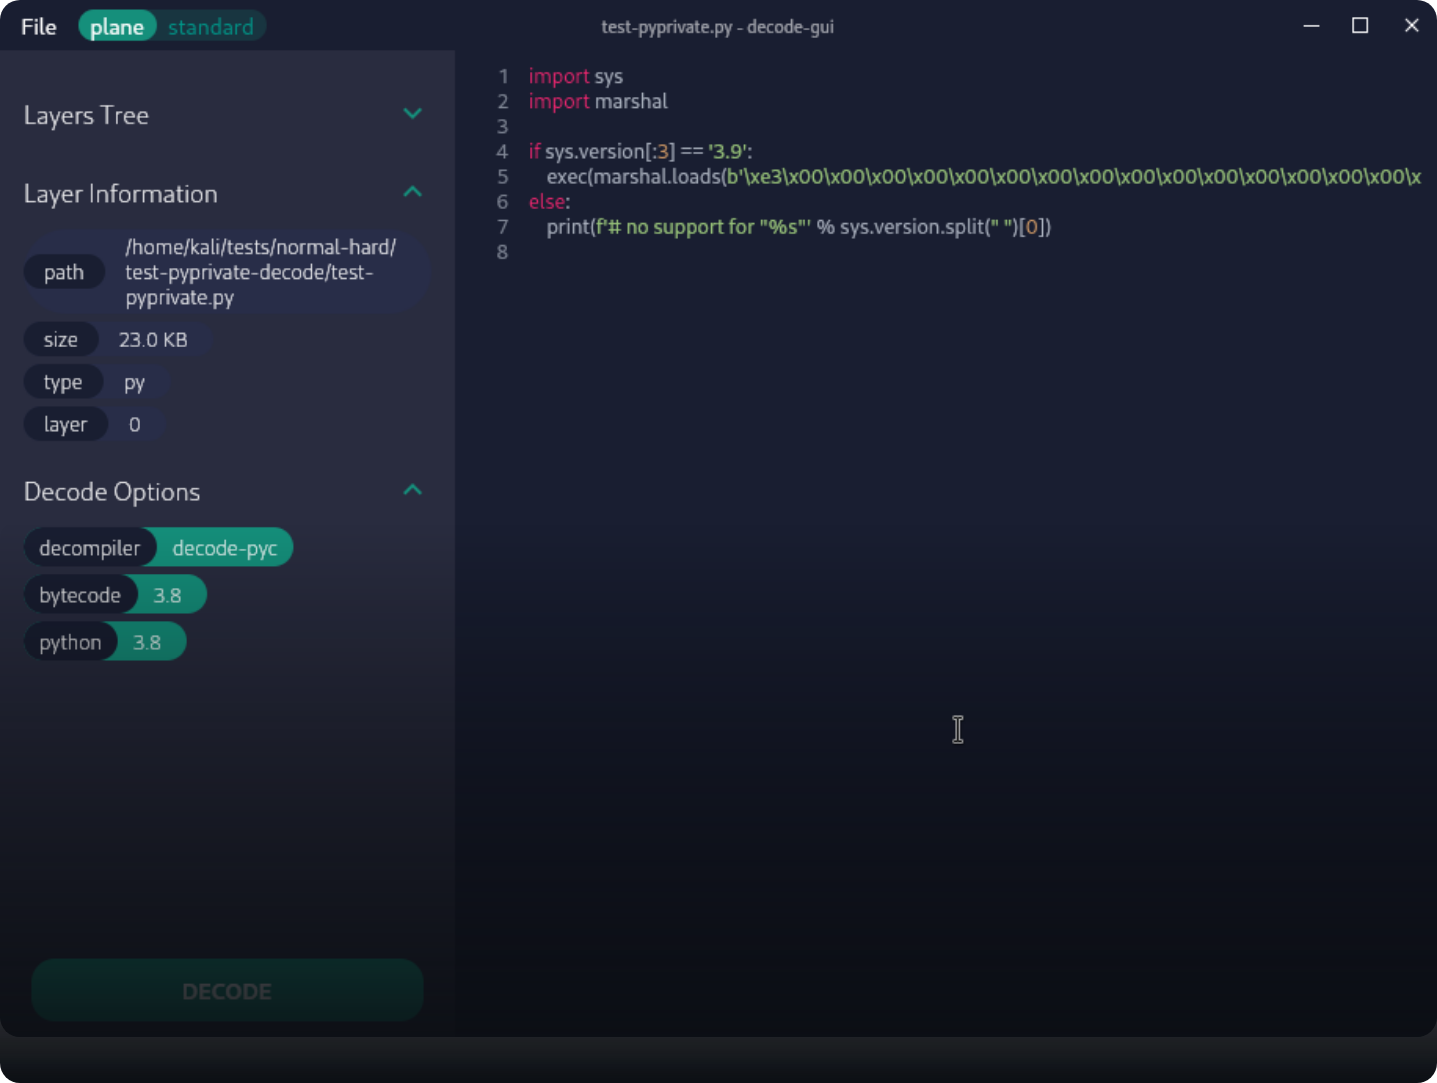 File plane standard test-pyprivate.py - decode-gui
Layers Tree
Layer Information
path /home/kali/tests/normal-hard/
test-pyprivate-decode/test-
pyprivate.py
size 23.0 KB
type py
layer 0
Decode Options
decompiler decode-pyc
bytecode 3.8
python 3.8
DECODE
1 import sys
2 import marshal
3
4 if sys.version[:3] == '3.9':
5 exec(marshal.loads(b'\xe3\x00\x00\x00\x00\x00\x00\x00\x00\x00\x00\x00\x00\x00\x00\x00\x
6 else:
7 print(f'# no support for "%s"' % sys.version.split(" ")[0])
8